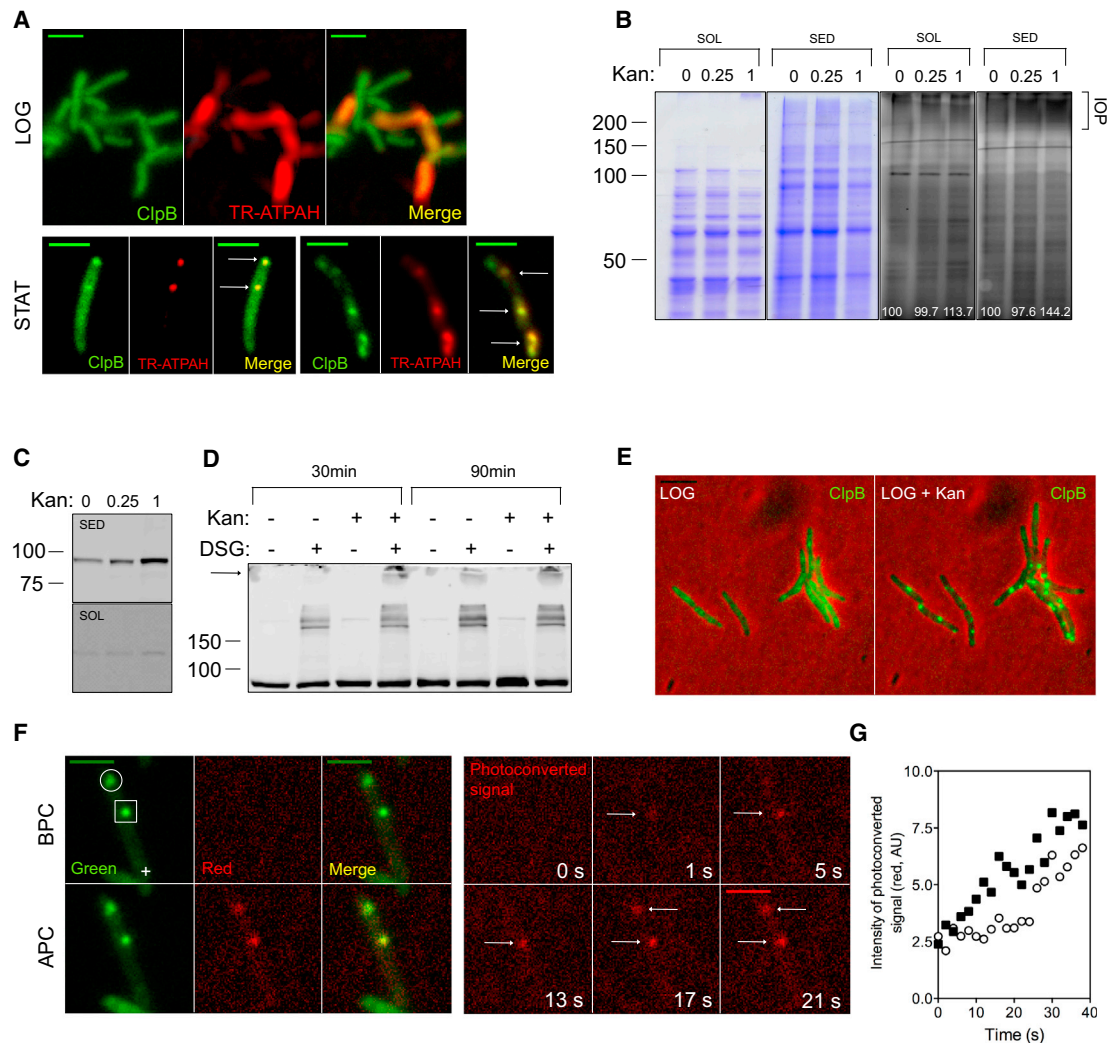 A
LOG
ClpB
TR-ATPAH
Merge
STAT
ClpB
TR-ATPAH
Merge
ClpB
TR-ATPAH
Merge
B
SOL
SED
SOL
SED
Kan:
0 0.25 1
0 0.25 1
0 0.25 1
0 0.25 1
200
150
100
50
IOP
100 99.7 113.7
100 97.6 144.2
C
Kan: 0 0.25 1
SED
100
75
SOL
D
30min
90min
Kan: - - + + - - + +
DSG: - + - + - + - +
150
100
E
LOG
ClpB
LOG + Kan
ClpB
F
BPC
Green
+
Red
Merge
APC
Photoconverted
signal
0 s
1 s
5 s
13 s
17 s
21 s
G
Intensity of photoconverted
signal (red, AU)
10.0
7.5
5.0
2.5
0.0
0 10 20 30 40
Time (s)